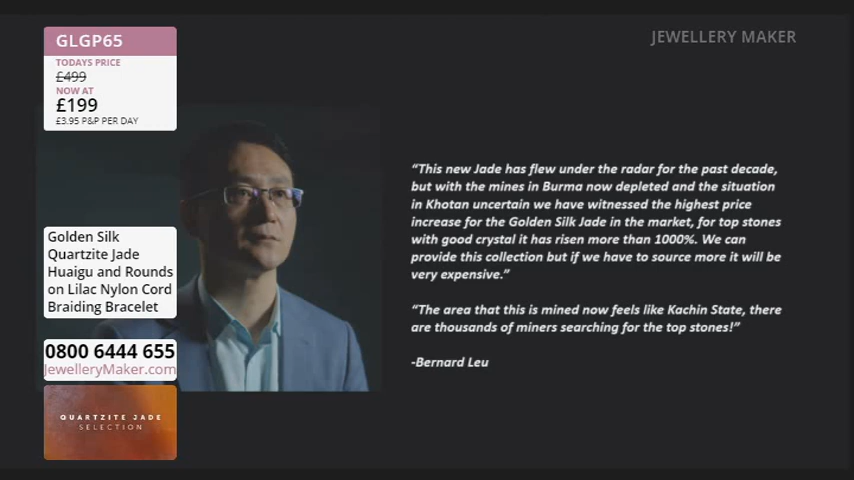 GLGP65
TODAYS PRICE
£499
NOW AT
£199
£3.95 P&P PER DAY
JEWELLERY MAKER
Golden Silk
Quartzite Jade
Huaigu and Rounds
on Lilac Nylon Cord
Braiding Bracelet
0800 6444 655
JewelleryMaker.com
QUARTZITE JADE
SELECTION
“This new Jade has flew under the radar for the past decade,
but with the mines in Burma now depleted and the situation
in Khotan uncertain we have witnessed the highest price
increase for the Golden Silk Jade in the market, for top stones
with good crystal it has risen more than 1000%. We can
provide this collection but if we have to source more it will be
very expensive.”
“The area that this is mined now feels like Kachin State, there
are thousands of miners searching for the top stones!”
-Bernard Leu